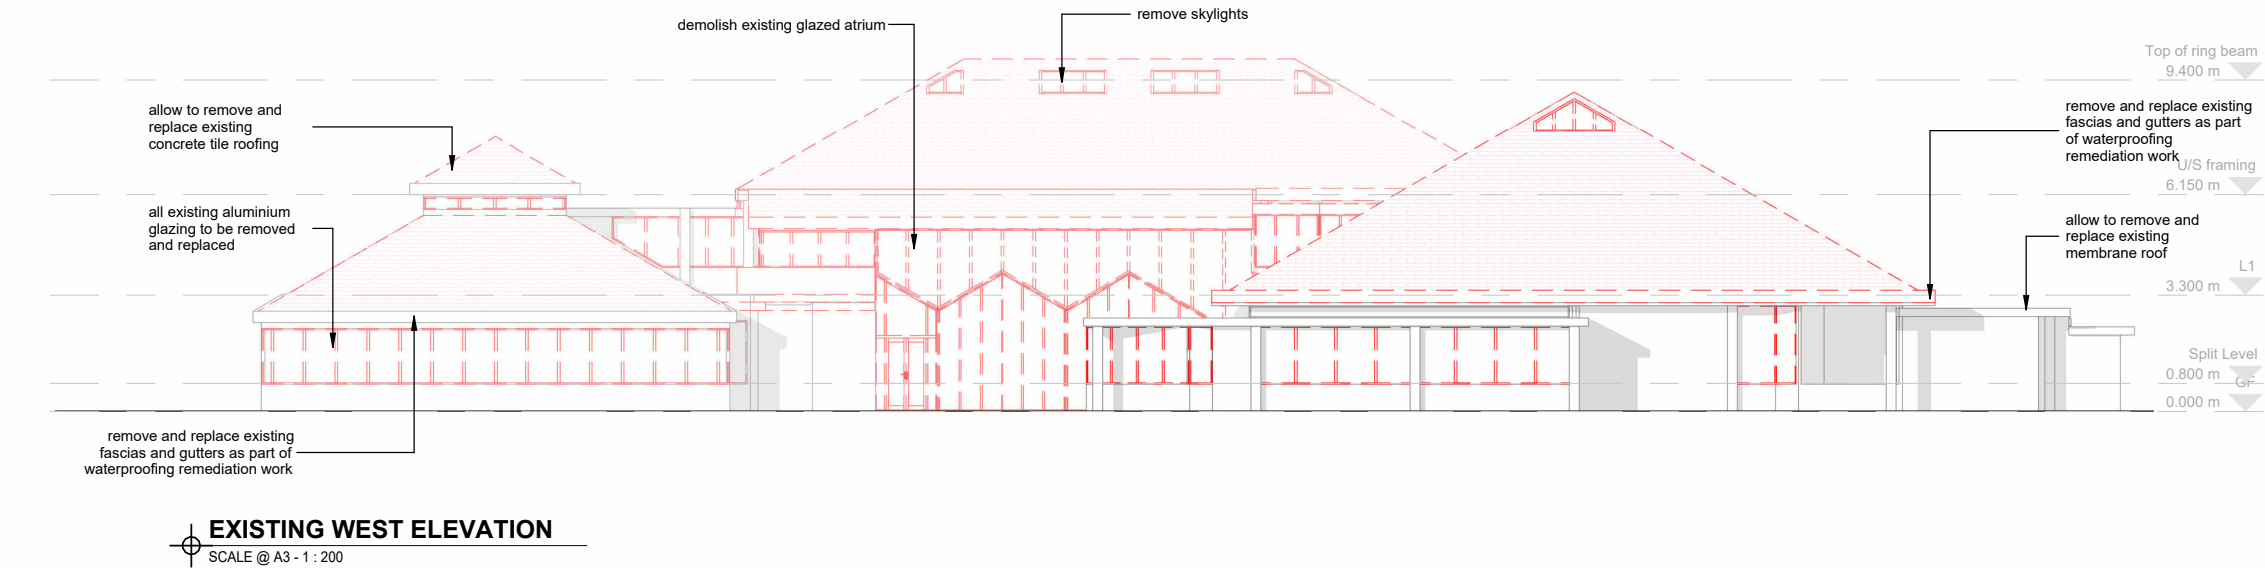 remove skylights
demolish existing glazed atrium
Top of ring beam
9.400 m
allow to remove and
replace existing
concrete tile roofing
remove and replace existing
fascias and gutters as part
of waterproofing
remediation work
U/S framing
6.150 m
all existing aluminium
glazing to be removed
and replaced
allow to remove and
replace existing
membrane roof
L1
3.300 m
Split Level
0.800 m
GF
0.000 m
remove and replace existing
fascias and gutters as part of
waterproofing remediation work
EXISTING WEST ELEVATION
SCALE @ A3 - 1 : 200